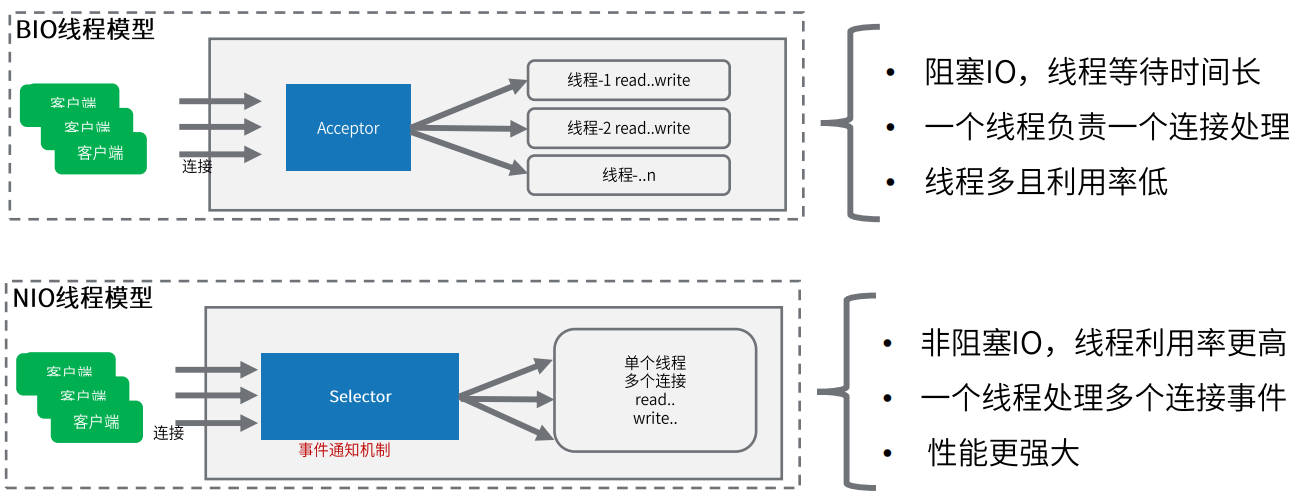 BIO线程模型
客户端
客户端
客户端
连接
Acceptor
线程-1 read..write
线程-2 read..write
线程-..n
• 阻塞IO，线程等待时间长
• 一个线程负责一个连接处理
• 线程多且利用率低
NIO线程模型
客户端
客户端
客户端
连接
Selector
事件通知机制
单个线程
多个连接
read..
write..
• 非阻塞IO，线程利用率更高
• 一个线程处理多个连接事件
• 性能更强大